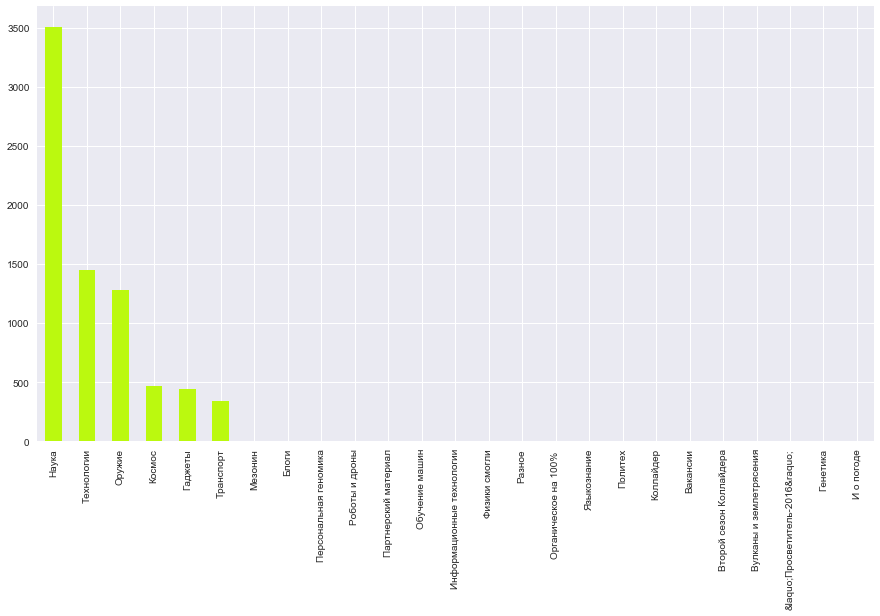 3500
3000
2500
2000
1500
1000
500
0
Наука
Технологии
Оружие
Космос
Гаджеты
Транспорт
Мезонин
Блоги
Персональная геномика
Роботы и дроны
Партнерский материал
Обучение машин
Информационные технологии
Физики смогли
Разное
Органическое на 100%
Языкознание
Политех
Коллайдер
Вакансии
Второй сезон Коллайдера
Вулканы и землетрясения
&laquo;Просветитель-2016&raquo;
Генетика
И о погоде